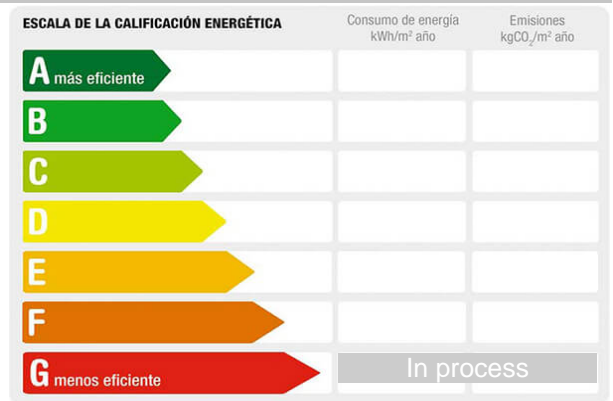 ESCALA DE LA CALIFICACIÓN ENERGÉTICA
Consumo de energía
kWh/m² año
Emisiones
kgCO₂/m² año
A más eficiente
B
C
D
E
F
G menos eficiente
In process